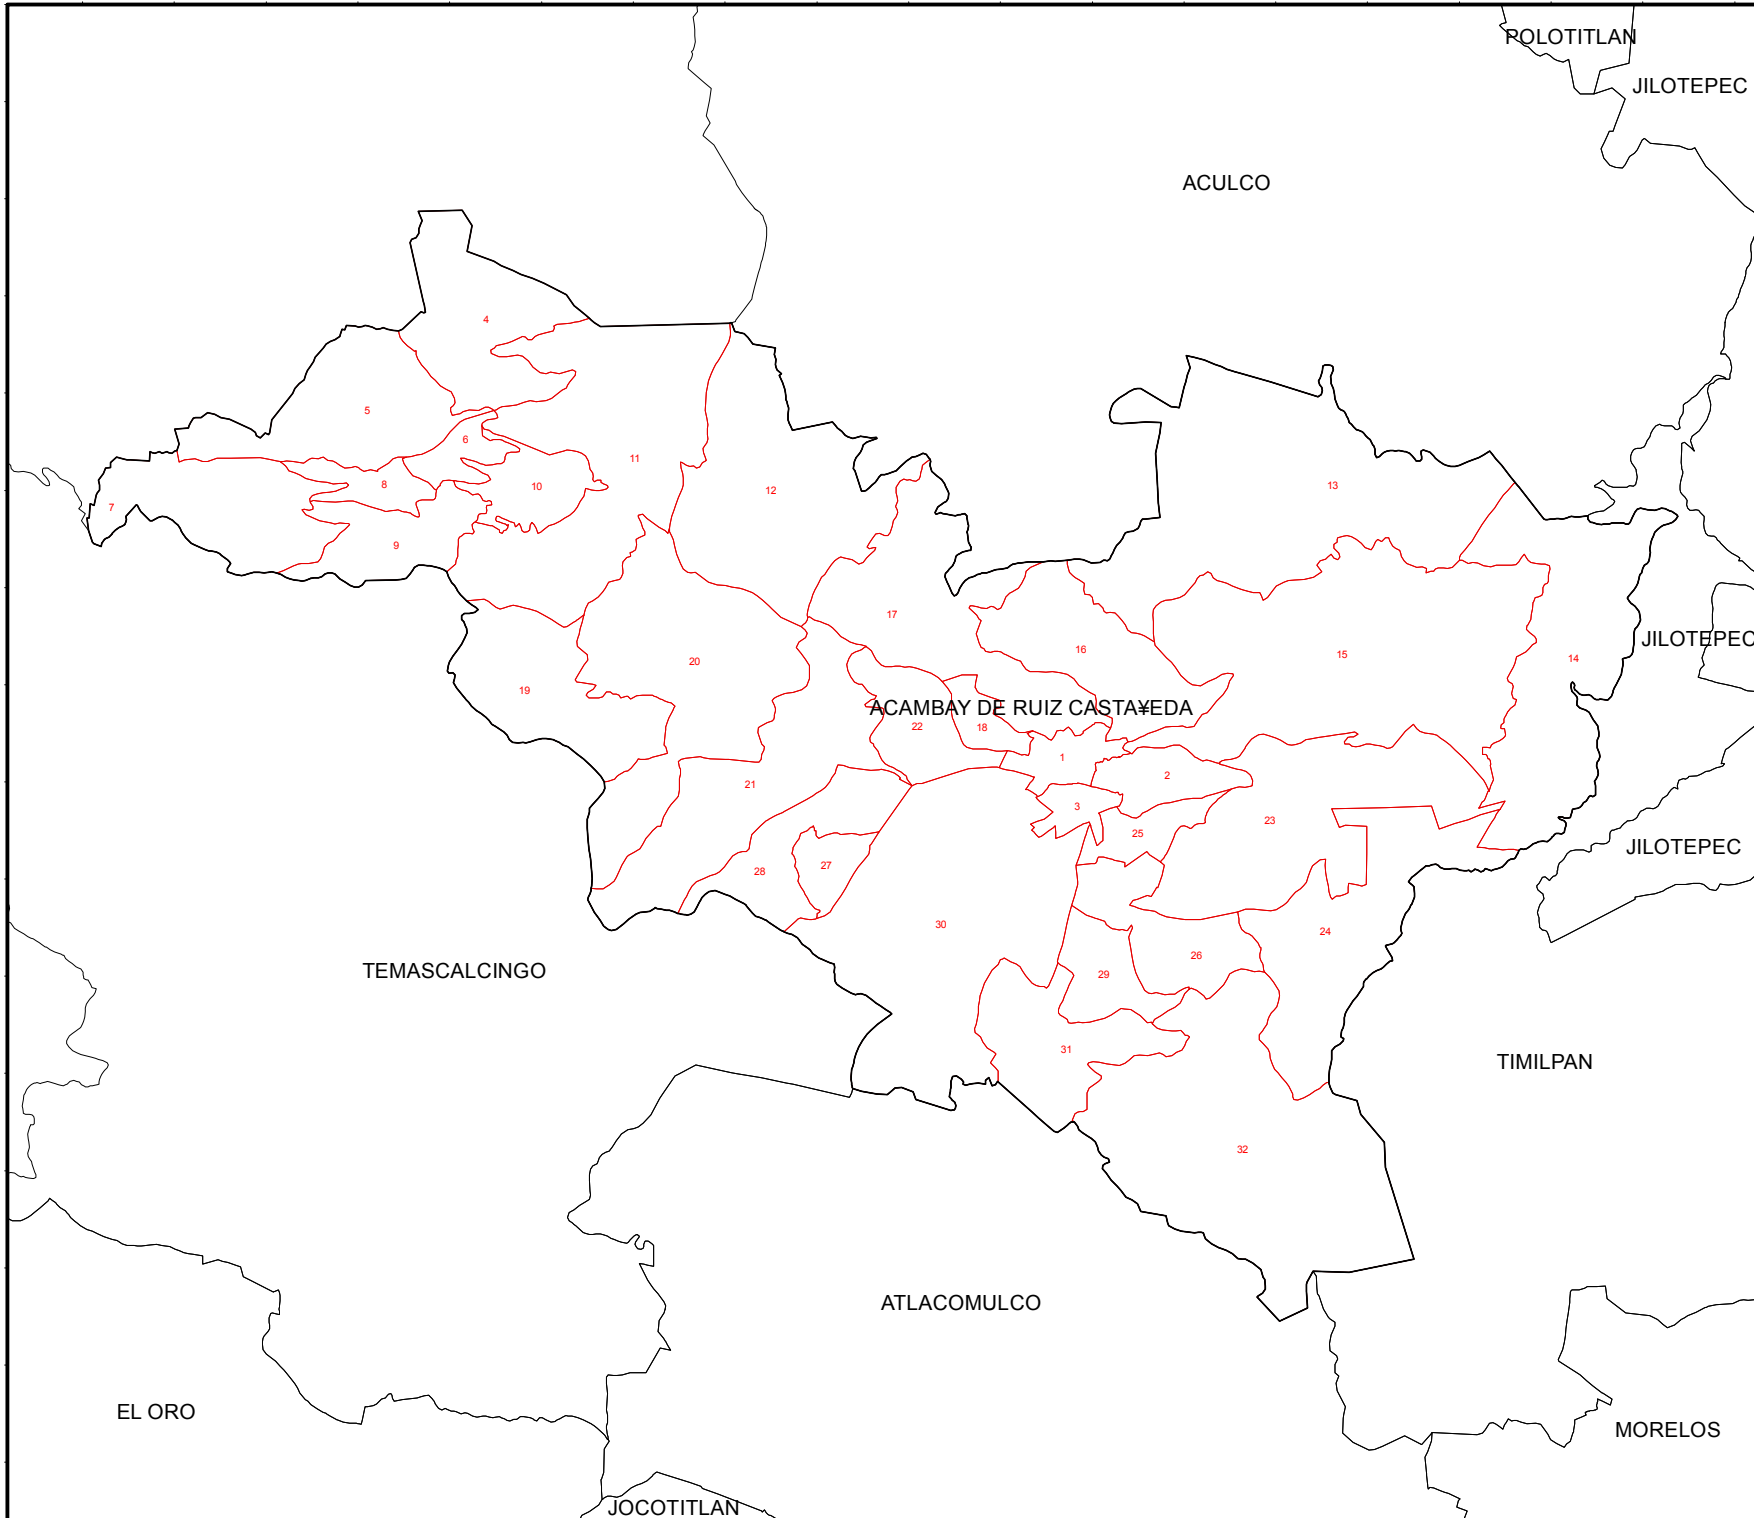 POLOTITLAN
JILOTEPEC
ACULCO
4
5
6
11
8
10
12
13
7
9
17
16
15
14
JILOTEPEC
20
19
ACAMBAY DE RUIZ CASTA¥EDA
22
18
1
2
21
3
23
25
JILOTEPEC
28
27
30
24
26
TEMASCALCINGO
29
31
TIMILPAN
32
ATLACOMULCO
EL ORO
MORELOS
JOCOTITLAN